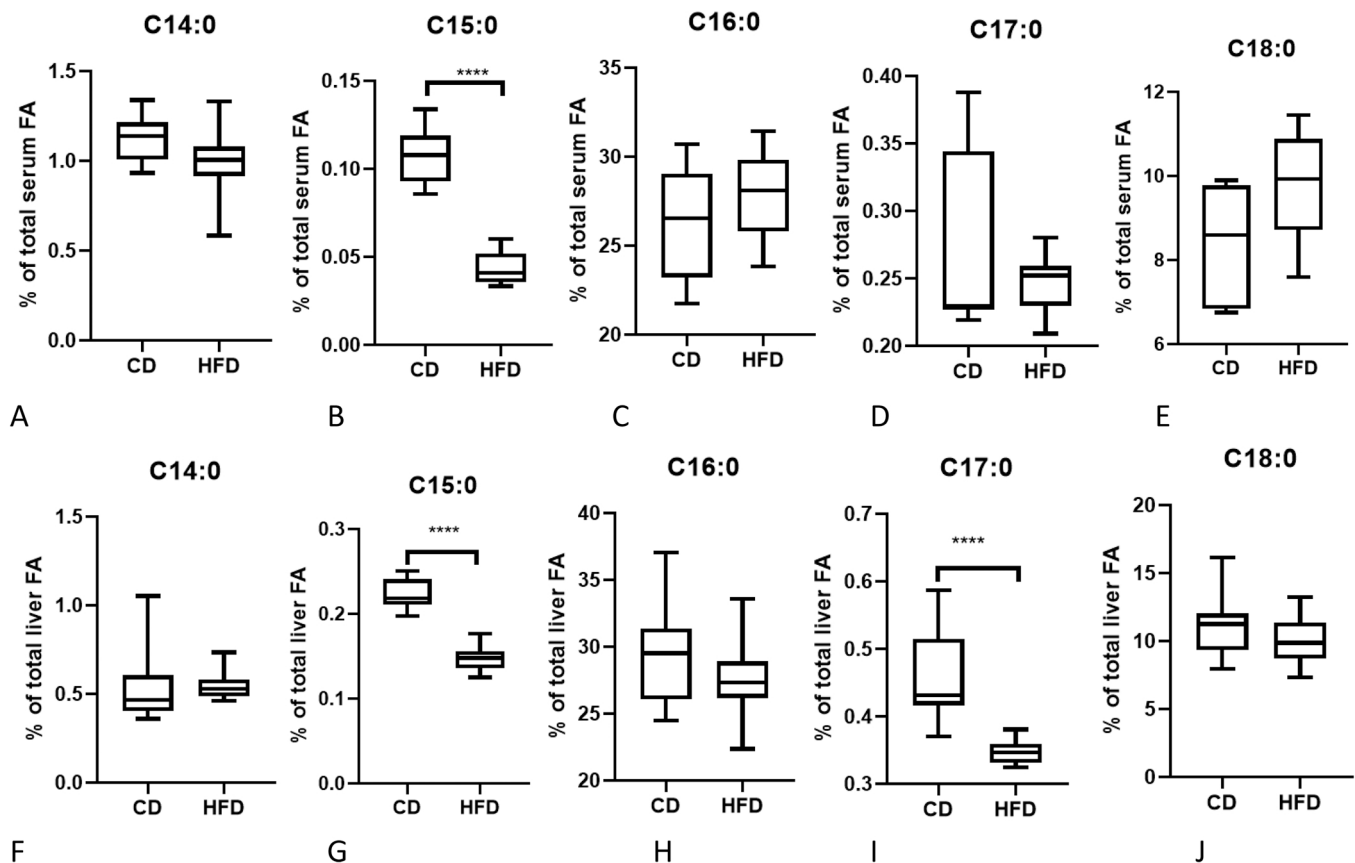 C14:0
C15:0
C16:0
C17:0
C18:0
% of total serum FA
1.5
1.0
0.5
0.0
CD
HFD
% of total serum FA
0.15
0.10
0.05
0.00
****
CD
HFD
% of total serum FA
35
30
25
20
CD
HFD
% of total serum FA
0.40
0.35
0.30
0.25
0.20
CD
HFD
% of total serum FA
12
10
8
6
CD
HFD
A
B
C
D
E
C14:0
C15:0
C16:0
C17:0
C18:0
% of total liver FA
1.5
1.0
0.5
0.0
CD
HFD
% of total liver FA
0.3
0.2
0.1
0.0
****
CD
HFD
% of total liver FA
40
35
30
25
20
CD
HFD
% of total liver FA
0.7
0.6
0.5
0.4
0.3
****
CD
HFD
% of total liver FA
20
15
10
5
0
CD
HFD
F
G
H
I
J